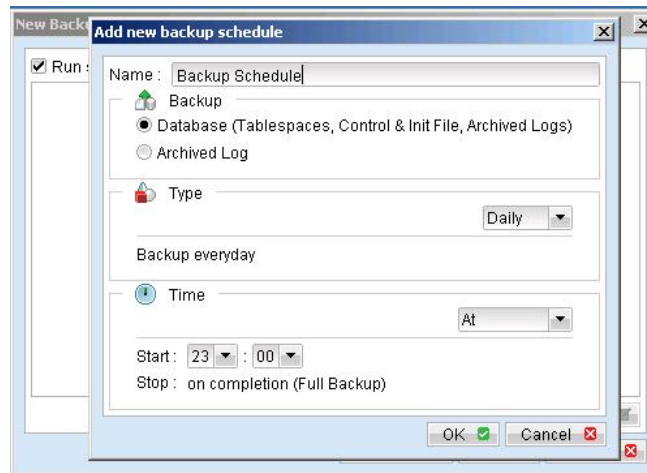 New Back
Add new backup schedule
Run
Name : Backup Schedule
Backup
Database (Tablespaces, Control & Init File, Archived Logs)
Archived Log
Type
Daily
Backup everyday
Time
At
Start : 23 : 00
Stop : on completion (Full Backup)
OK Cancel